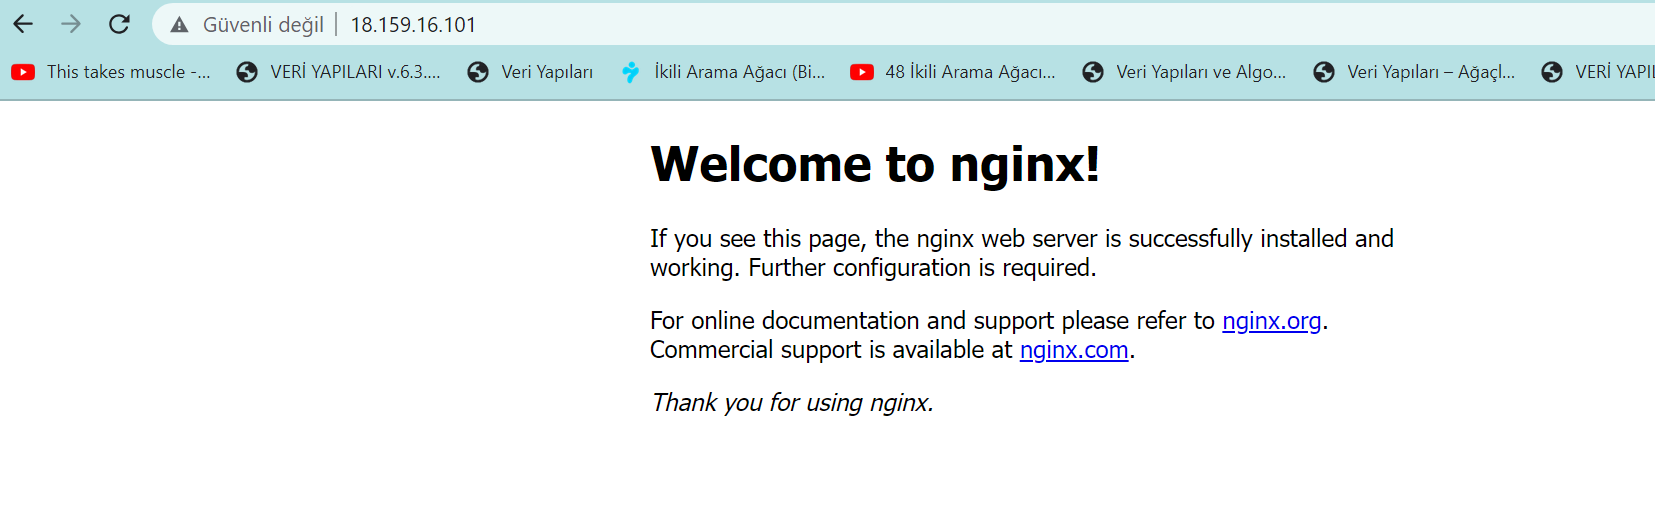 Güvenli değil | 18.159.16.101
This takes muscle -... VERİ YAPILARI v.6.3.... Veri Yapıları İkili Arama Ağacı (Bi... 48 İkili Arama Ağacı... Veri Yapıları ve Algo... Veri Yapıları – Ağaçl... VERİ YAPI
Welcome to nginx!
If you see this page, the nginx web server is successfully installed and
working. Further configuration is required.
For online documentation and support please refer to nginx.org.
Commercial support is available at nginx.com.
Thank you for using nginx.